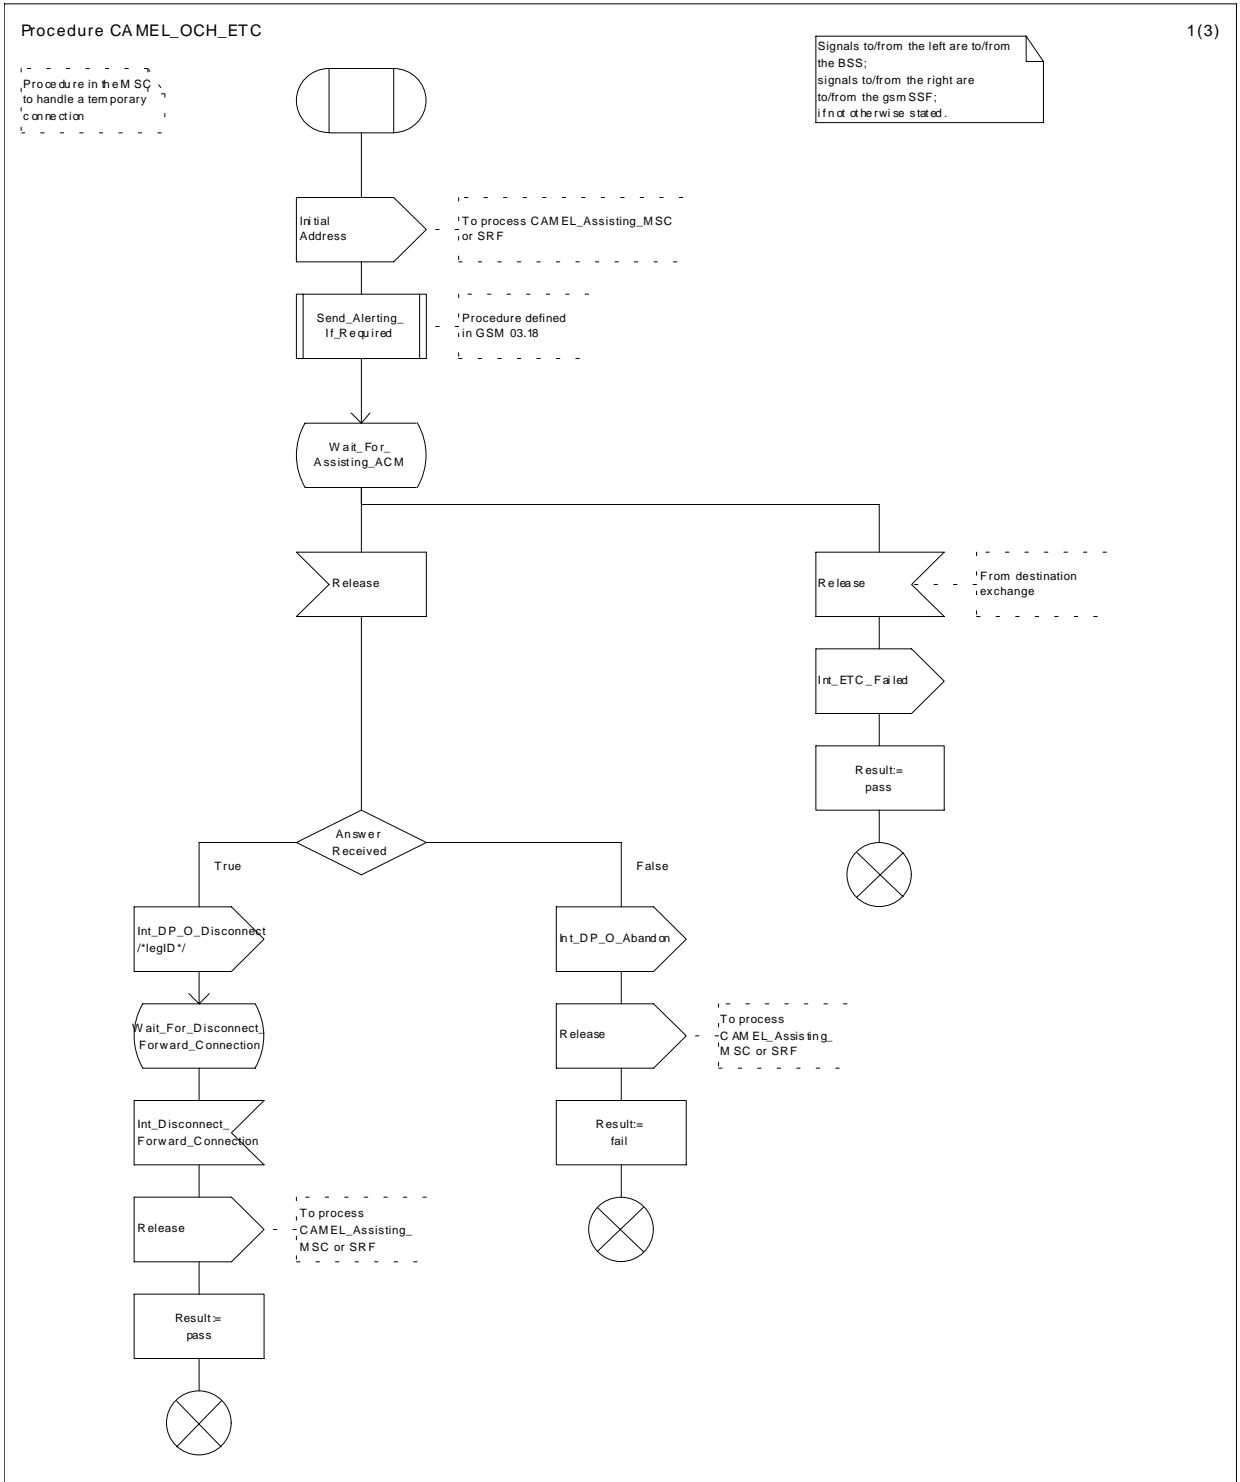 Procedure CAMEL_OCH_ETC
1(3)
Procedure in the MSC
to handle a temporary
connection
Signals to/from the left are to/from
the BSS;
signals to/from the right are
to/from the gsmSSF;
if not otherwise stated.
Initial
Address
To process CAMEL_Assisting_MSC
or SRF
Send_Alerting_
If_Required
Procedure defined
in GSM 03.18
Wait_For_
Assisting_ACM
Release
Release
From destination
exchange
Int_ETC_Failed
Result:=
pass
Answer
Received
True
False
Int_DP_O_Disconnect
/*legID*/
Int_DP_O_Abandon
Wait_For_Disconnect_
Forward_Connection
Release
To process
CAMEL_Assisting_
MSC or SRF
Int_Disconnect_
Forward_Connection
Result:=
fail
Release
To process
CAMEL_Assisting_
MSC or SRF
Result:=
pass